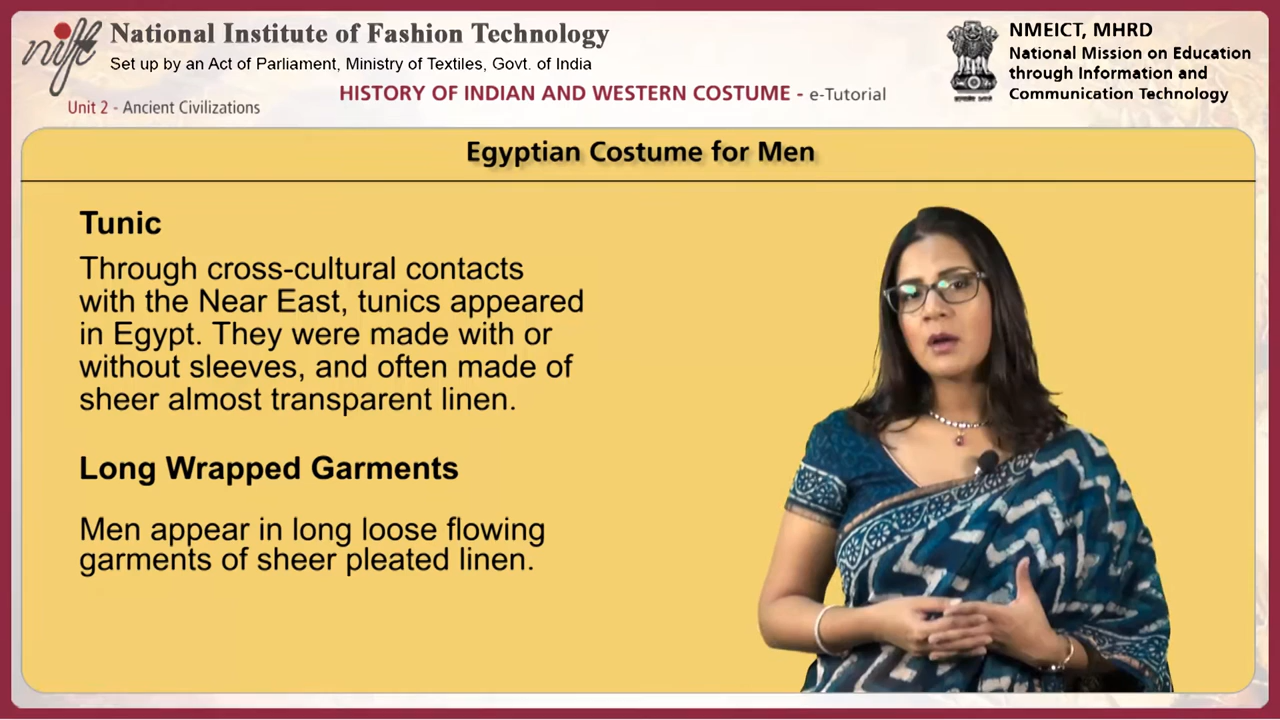 nift
National Institute of Fashion Technology
Set up by an Act of Parliament, Ministry of Textiles, Govt. of India
HISTORY OF INDIAN AND WESTERN COSTUME - e-Tutorial
Unit 2 - Ancient Civilizations
NMEICT, MHRD
National Mission on Education
through Information and
Communication Technology
Egyptian Costume for Men
Tunic
Through cross-cultural contacts
with the Near East, tunics appeared
in Egypt. They were made with or
without sleeves, and often made of
sheer almost transparent linen.
Long Wrapped Garments
Men appear in long loose flowing
garments of sheer pleated linen.